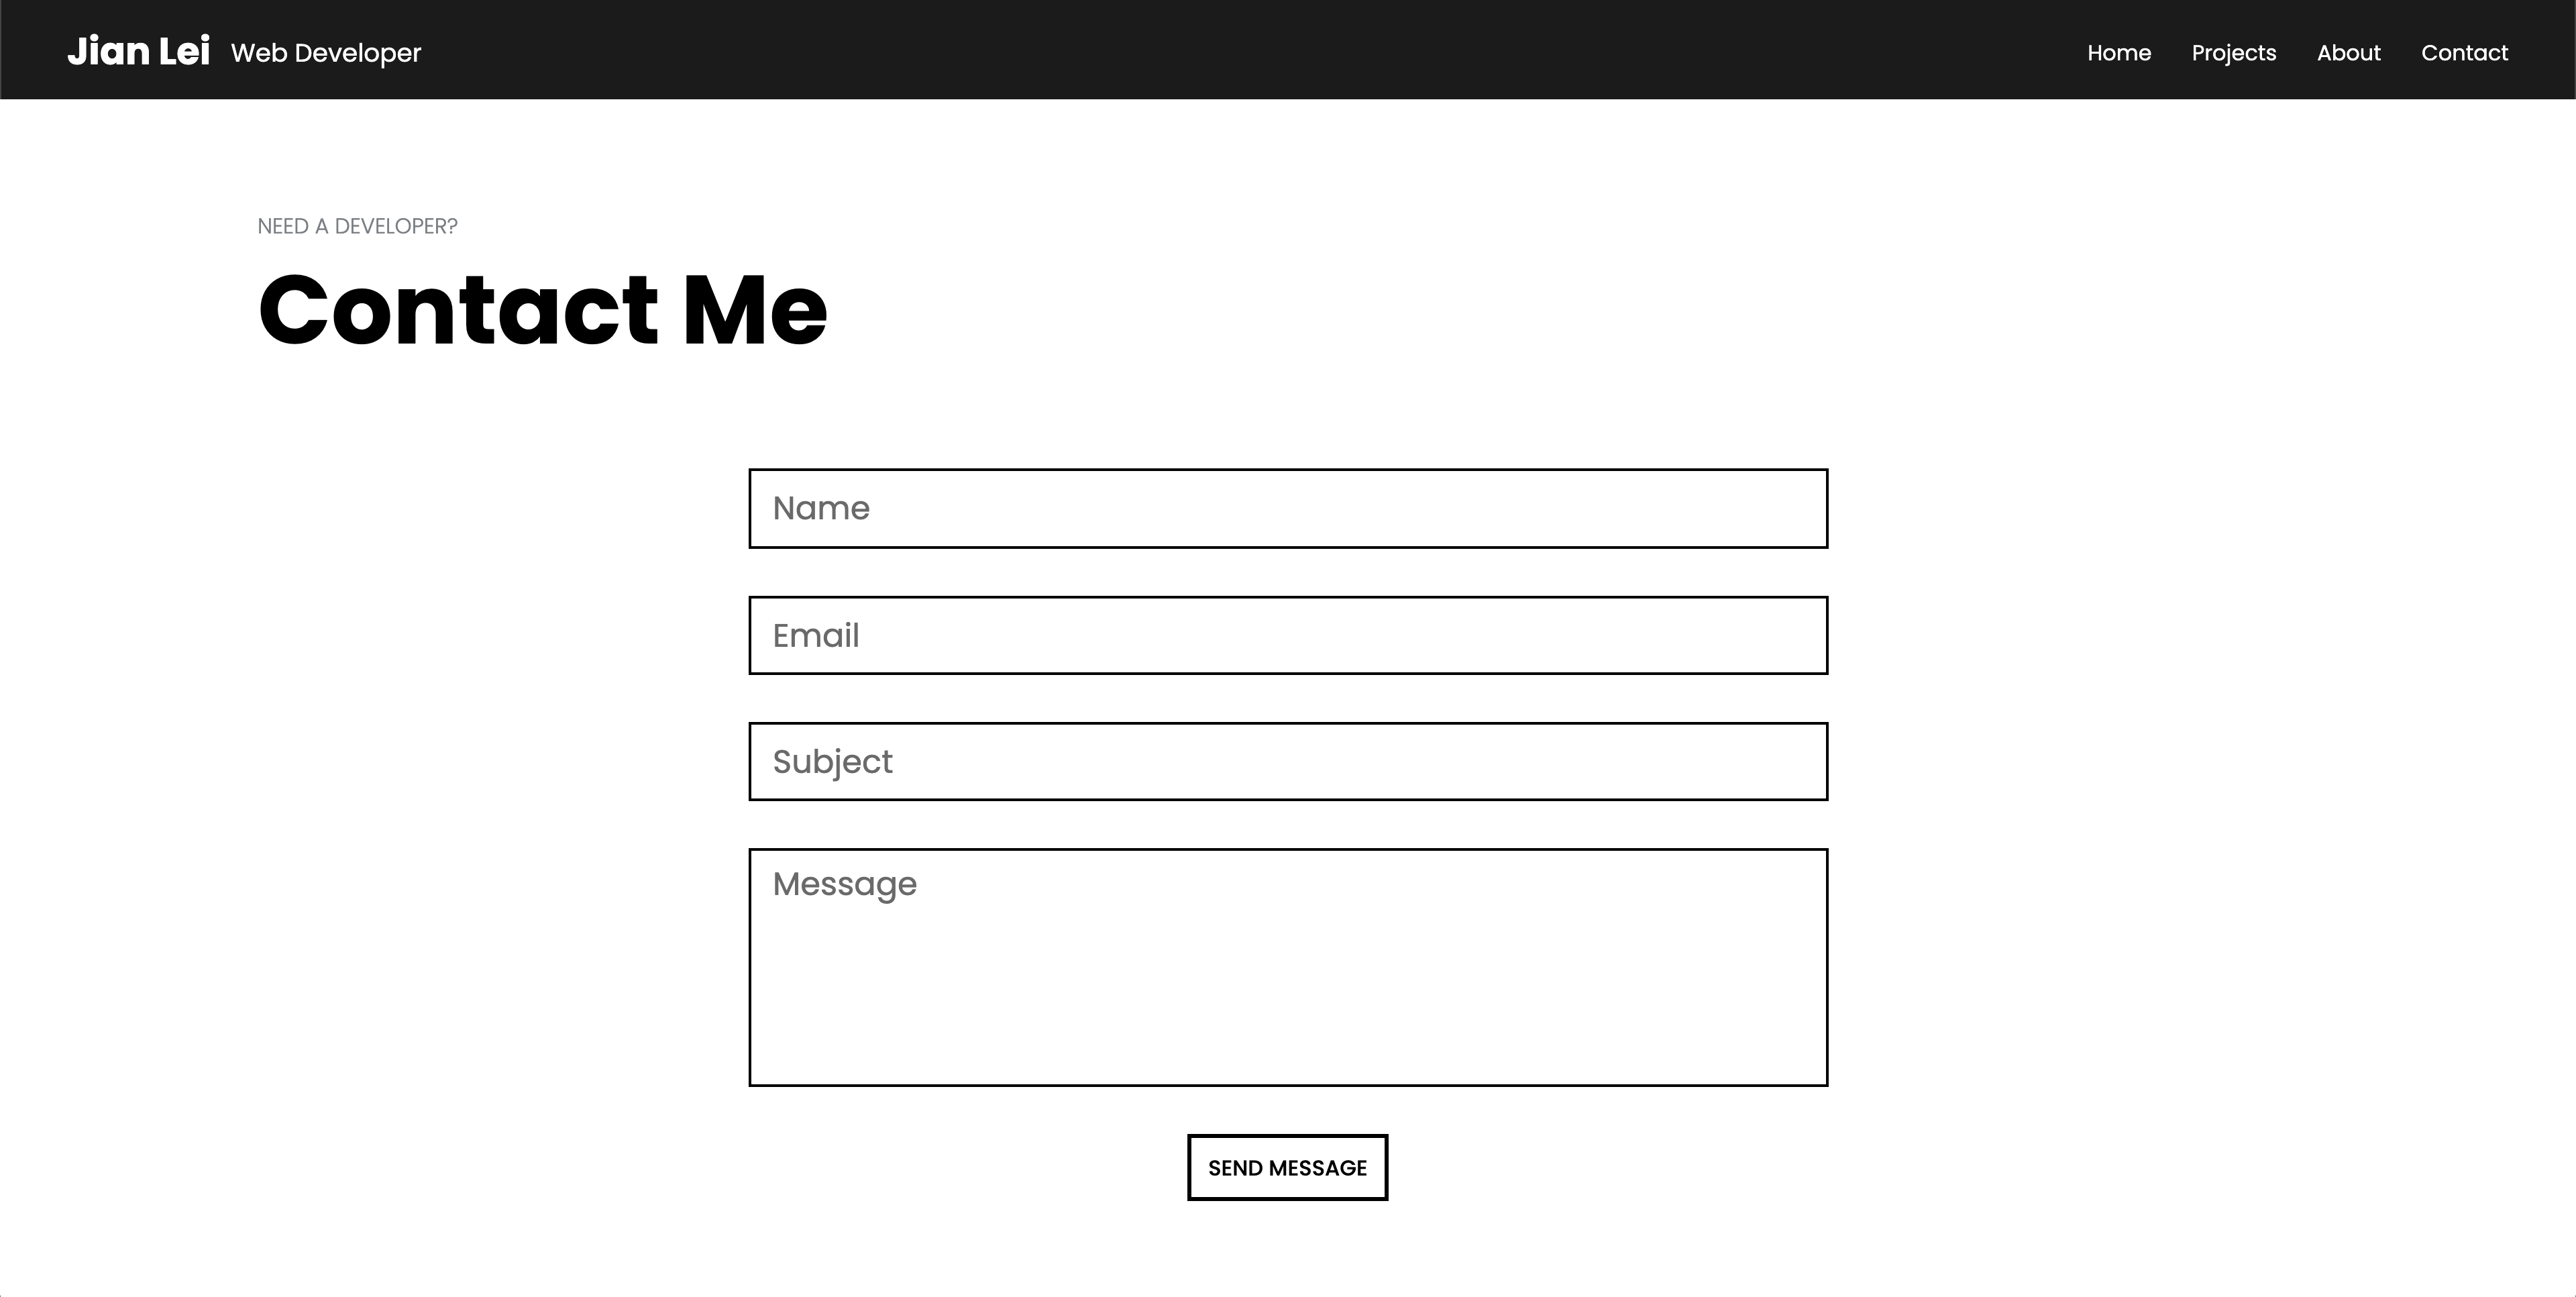 Jian Lei Web Developer Home Projects About Contact
NEED A DEVELOPER?
Contact Me
Name
Email
Subject
Message
SEND MESSAGE